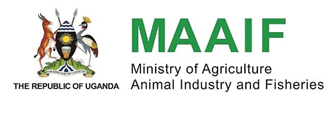 MAAIF
Ministry of Agriculture
Animal Industry and Fisheries
THE REPUBLIC OF UGANDA